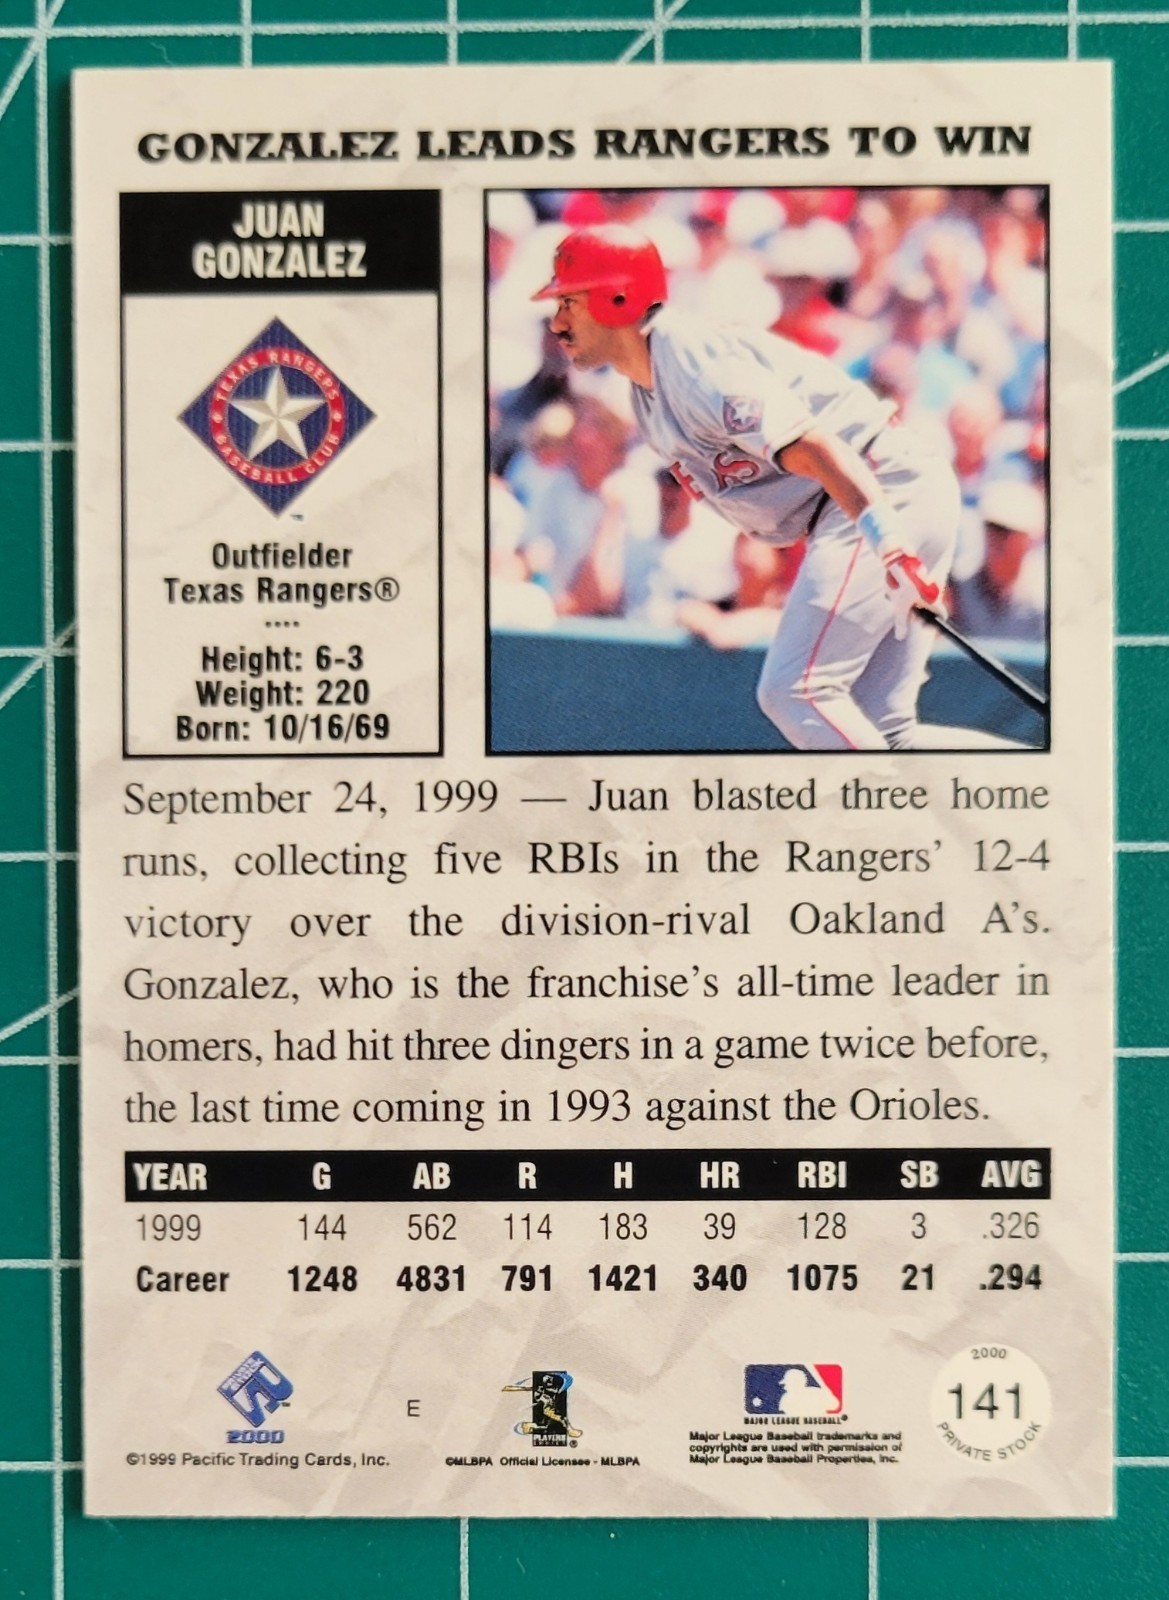 GONZALEZ LEADS RANGERS TO WIN
JUAN
GONZALEZ
TEXAS RANGERS
BASEBALL CLUB
Outfielder
Texas Rangers®
Height: 6-3
Weight: 220
Born: 10/16/69
September 24, 1999 — Juan blasted three home
runs, collecting five RBIs in the Rangers' 12-4
victory over the division-rival Oakland A's.
Gonzalez, who is the franchise's all-time leader in
homers, had hit three dingers in a game twice before,
the last time coming in 1993 against the Orioles.
YEAR G AB R H HR RBI SB AVG
1999 144 562 114 183 39 128 3 .326
Career 1248 4831 791 1421 340 1075 21 .294
2000
©1999 Pacific Trading Cards, Inc.
E
PLAYERS
©MLBPA Official Licensee - MLBPA
MAJOR LEAGUE BASEBALL®
Major League Baseball trademarks and
copyrights are used with permission of
Major League Baseball Properties, Inc.
2000
141
PRIVATE STOCK